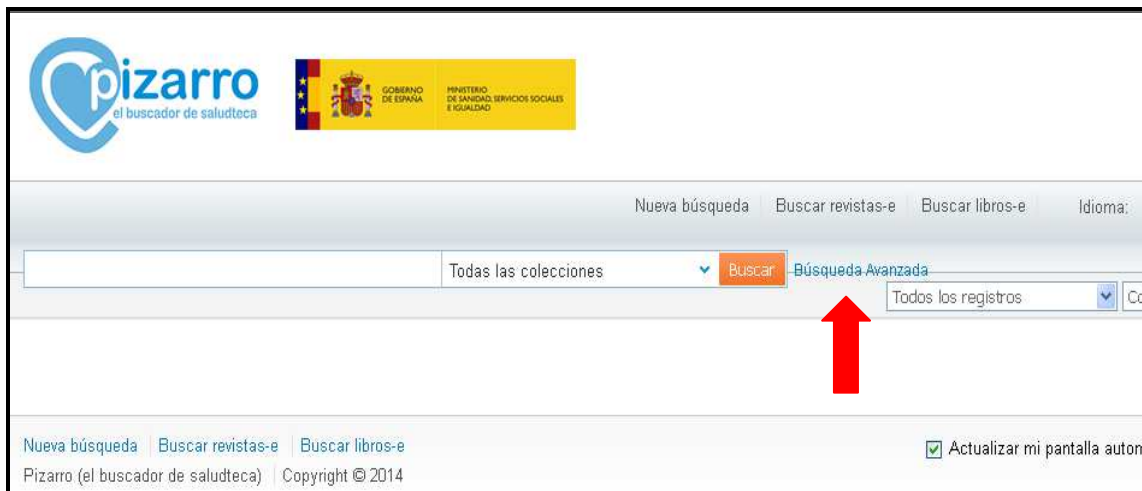 pizarro
el buscador de saludteca
GOBIERNO
DE ESPAÑA
MINISTERIO
DE SANIDAD, SERVICIOS SOCIALES
E IGUALDAD
Nueva búsqueda Buscar revistas-e Buscar libros-e Idioma:
Todas las colecciones Buscar Búsqueda Avanzada
Todos los registros Co
Nueva búsqueda Buscar revistas-e Buscar libros-e
Actualizar mi pantalla autom
Pizarro (el buscador de saludteca) Copyright © 2014